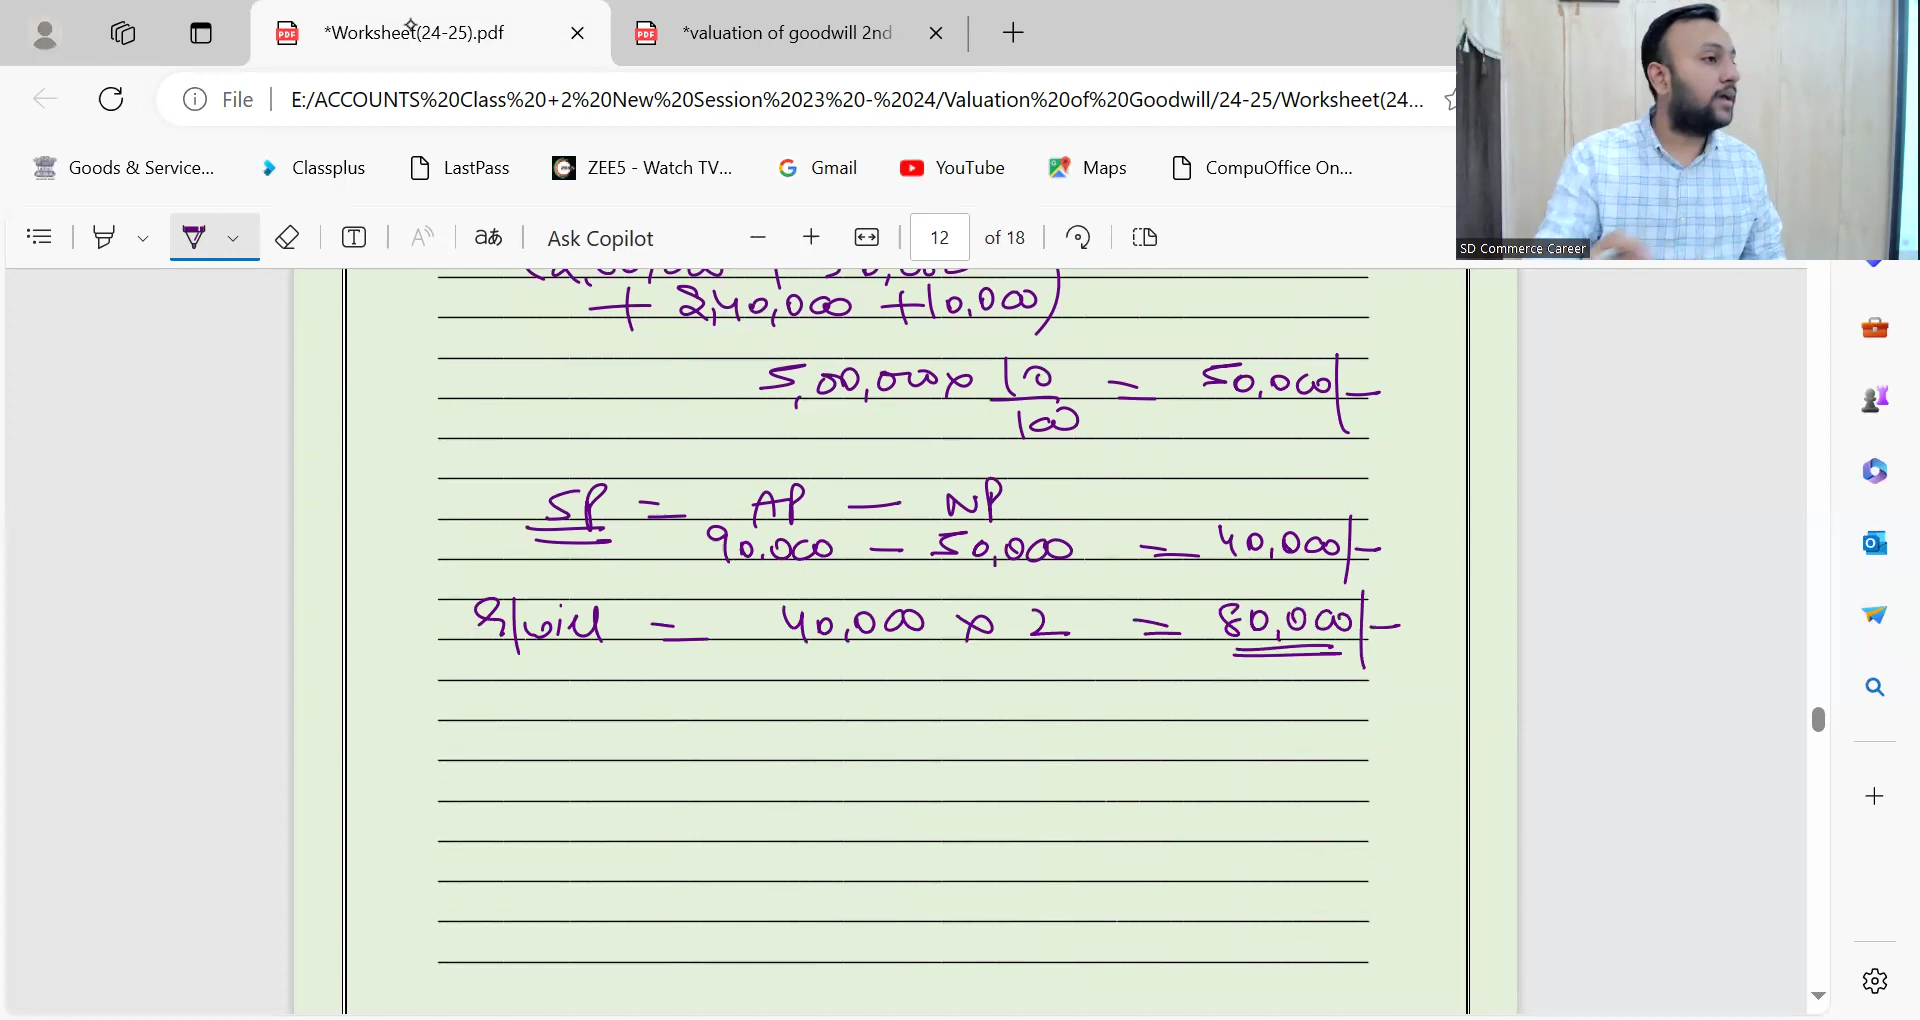 *Worksheet(24-25).pdf
*valuation of goodwill 2nd
File
E:/ACCOUNTS%20Class%20+2%20New%20Session%2023%20-%2024/Valuation%20of%20Goodwill/24-25/Worksheet(24...
Goods & Service...
Classplus
LastPass
ZEE5 - Watch TV...
Gmail
YouTube
Maps
CompuOffice On...
Ask Copilot
12 of 18
SD Commerce Career
+ 2,40,000 + 10,000)
5,00,000 x 10/100 = 50,000/-
SP = AP - NP
90,000 - 50,000 = 40,000/-
G/will = 40,000 x 2 = 80,000/-